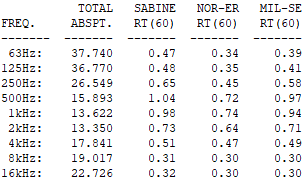 TOTAL SABINE NOR-ER MIL-SE
FREQ. ABSPT. RT(60) RT(60) RT(60)
------- ------- ------- ------- -------
63Hz: 37.740 0.47 0.34 0.39
125Hz: 36.770 0.48 0.35 0.41
250Hz: 26.549 0.65 0.45 0.58
500Hz: 15.893 1.04 0.72 0.97
1kHz: 13.622 0.98 0.74 0.94
2kHz: 13.350 0.73 0.64 0.71
4kHz: 17.841 0.51 0.47 0.49
8kHz: 19.017 0.31 0.30 0.30
16kHz: 22.726 0.32 0.30 0.30